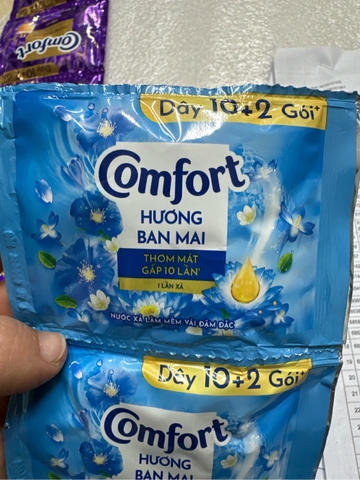 Comfort
Dây 10+2 Gói⁺
Comfort
HƯƠNG
BAN MAI
THƠM MÁT
GẤP 10 LẦN¹
1 LẦN XẢ
NƯỚC XẢ LÀM MỀM VẢI ĐẬM ĐẶC
Dây 10+2 Gói⁺
Comfort
HƯƠNG
BAN MAI